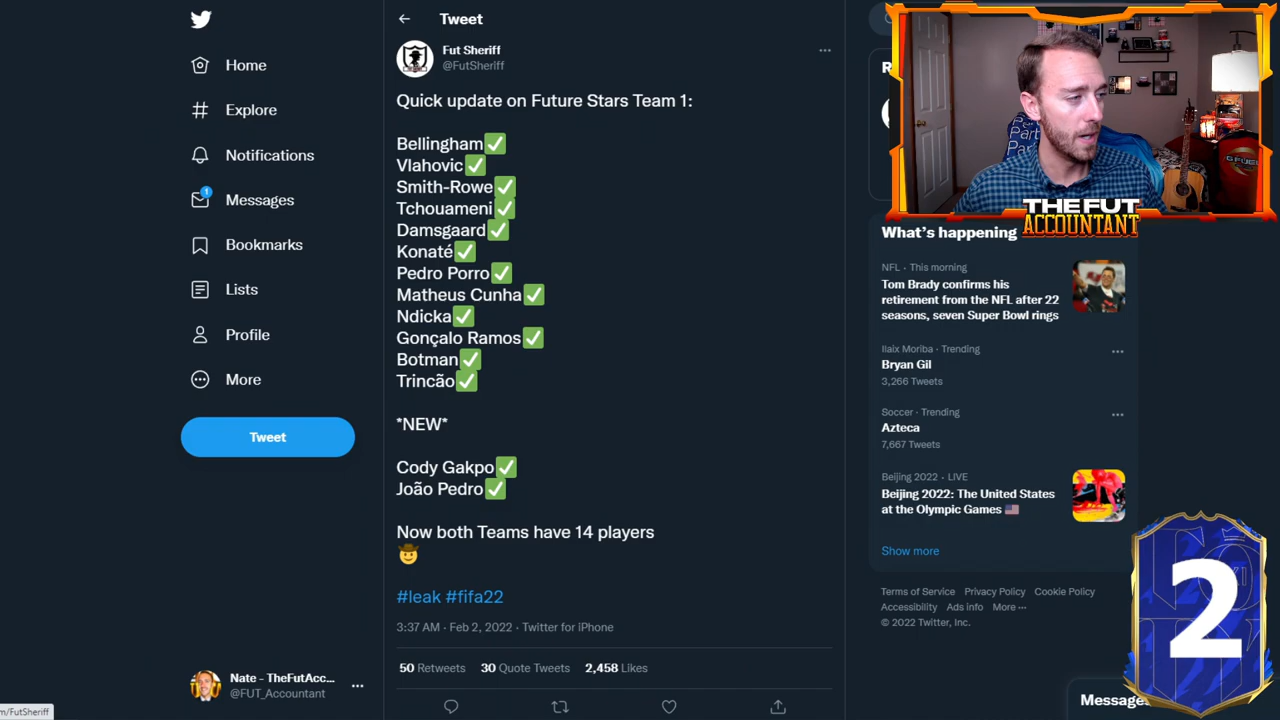 Tweet
Home
Explore
Notifications
1
Messages
Bookmarks
Lists
Profile
More
Tweet
Nate - TheFutAcc...
@FUT_Accountant
m/FutSheriff
Fut Sheriff
@FutSheriff
Quick update on Future Stars Team 1:
Bellingham✅
Vlahovic✅
Smith-Rowe✅
Tchouameni✅
Damsgaard✅
Konaté✅
Pedro Porro✅
Matheus Cunha✅
Ndicka✅
Gonçalo Ramos✅
Botman✅
Trincão✅
*NEW*
Cody Gakpo✅
João Pedro✅
Now both Teams have 14 players
🤠
#leak #fifa22
3:37 AM · Feb 2, 2022 · Twitter for iPhone
50 Retweets 30 Quote Tweets 2,458 Likes
R
THE FUT
ACCOUNTANT
What's happening
NFL · This morning
Tom Brady confirms his
retirement from the NFL after 22
seasons, seven Super Bowl rings
Ilaix Moriba · Trending
Bryan Gil
3,266 Tweets
Soccer · Trending
Azteca
7,667 Tweets
Beijing 2022 · LIVE
Beijing 2022: The United States
at the Olympic Games 🇺🇸
Show more
Terms of Service Privacy Policy Cookie Policy
Accessibility Ads info More ···
© 2022 Twitter, Inc.
Messages
2